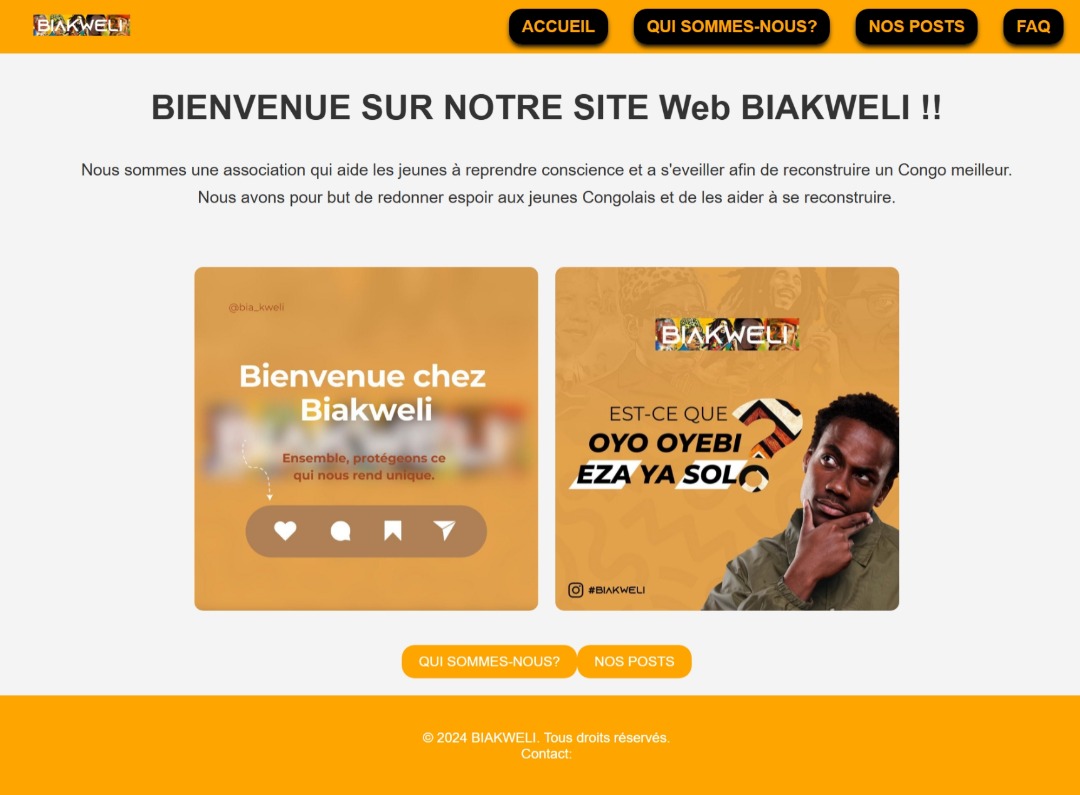 BIAKWELI
ACCUEIL
QUI SOMMES-NOUS?
NOS POSTS
FAQ
BIENVENUE SUR NOTRE SITE Web BIAKWELI !!
Nous sommes une association qui aide les jeunes à reprendre conscience et a s'eveiller afin de reconstruire un Congo meilleur.
Nous avons pour but de redonner espoir aux jeunes Congolais et de les aider à se reconstruire.
@bia_kweli
Bienvenue chez
Biakweli
BIAKWELI
Ensemble, protégeons ce
qui nous rend unique.
BIAKWELI
EST-CE QUE
OYO OYEBI
EZA YA SOLO
?
#BIAKWELI
QUI SOMMES-NOUS?
NOS POSTS
© 2024 BIAKWELI. Tous droits réservés.
Contact: